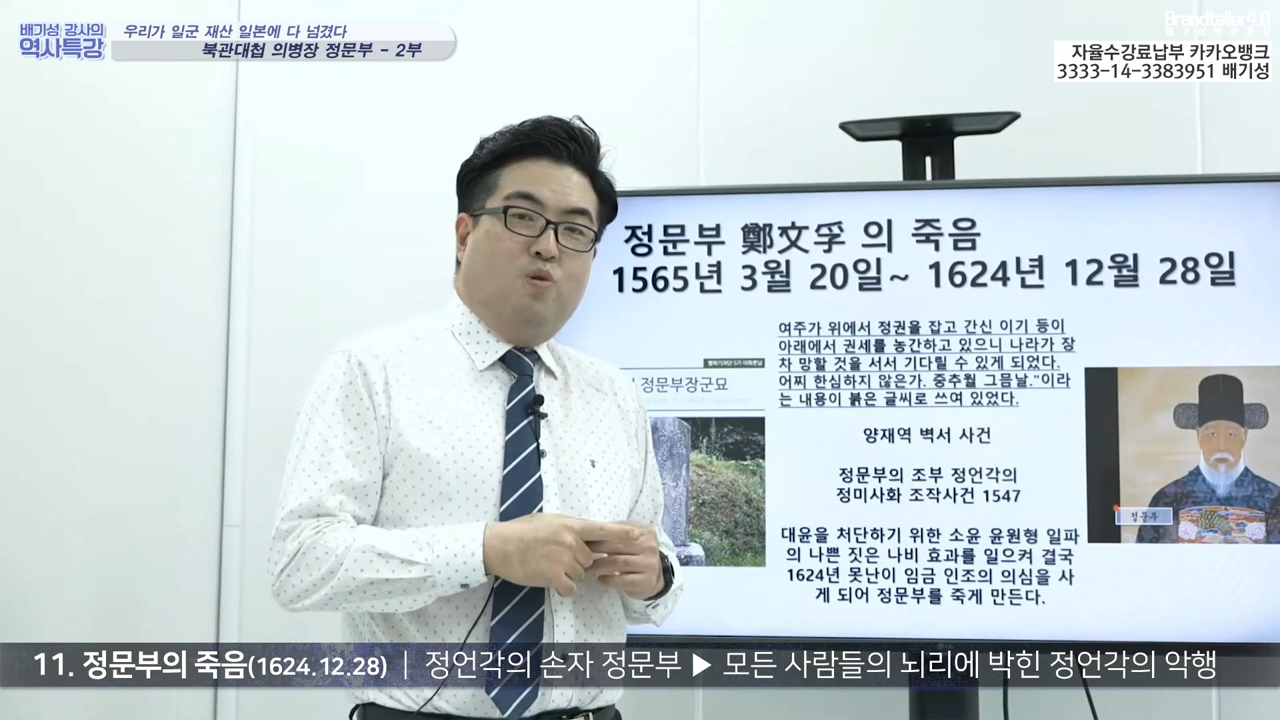 배기성 강사의
역사특강
우리가 일군 재산 일본에 다 넘겼다
북관대첩 의병장 정문부 - 2부
Brandteller4.0
자율수강료납부 카카오뱅크
3333-14-3383951 배기성
정문부 鄭文孚 의 죽음
1565년 3월 20일~ 1624년 12월 28일
여주가 위에서 정권을 잡고 간신 이기 등이
아래에서 권세를 농간하고 있으니 나라가 장
차 망할 것을 서서 기다릴 수 있게 되었다.
어찌 한심하지 않은가. 중추월 그믐날."이라
는 내용이 붉은 글씨로 쓰여 있었다.
정문부장군묘
양재역 벽서 사건
정문부의 조부 정언각의
정미사화 조작사건 1547
정문부
대윤을 처단하기 위한 소윤 윤원형 일파
의 나쁜 짓은 나비 효과를 일으켜 결국
1624년 못난이 임금 인조의 의심을 사
게 되어 정문부를 죽게 만든다.
11. 정문부의 죽음(1624.12.28) | 정언각의 손자 정문부 ▶ 모든 사람들의 뇌리에 박힌 정언각의 악행